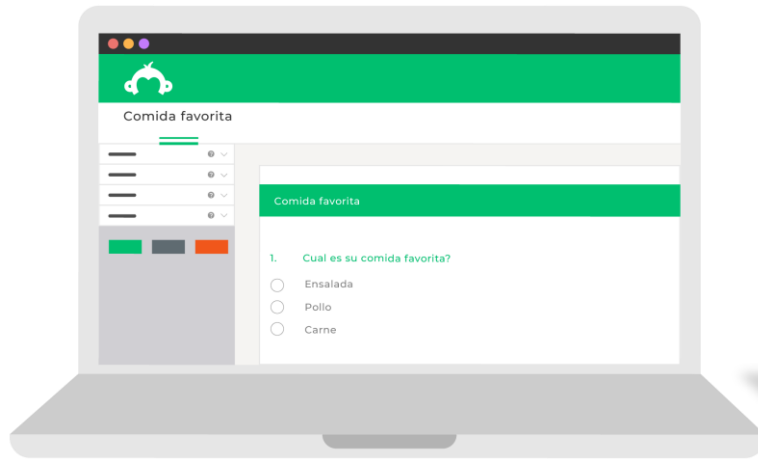 Comida favorita
Comida favorita
1. Cual es su comida favorita?
Ensalada
Pollo
Carne